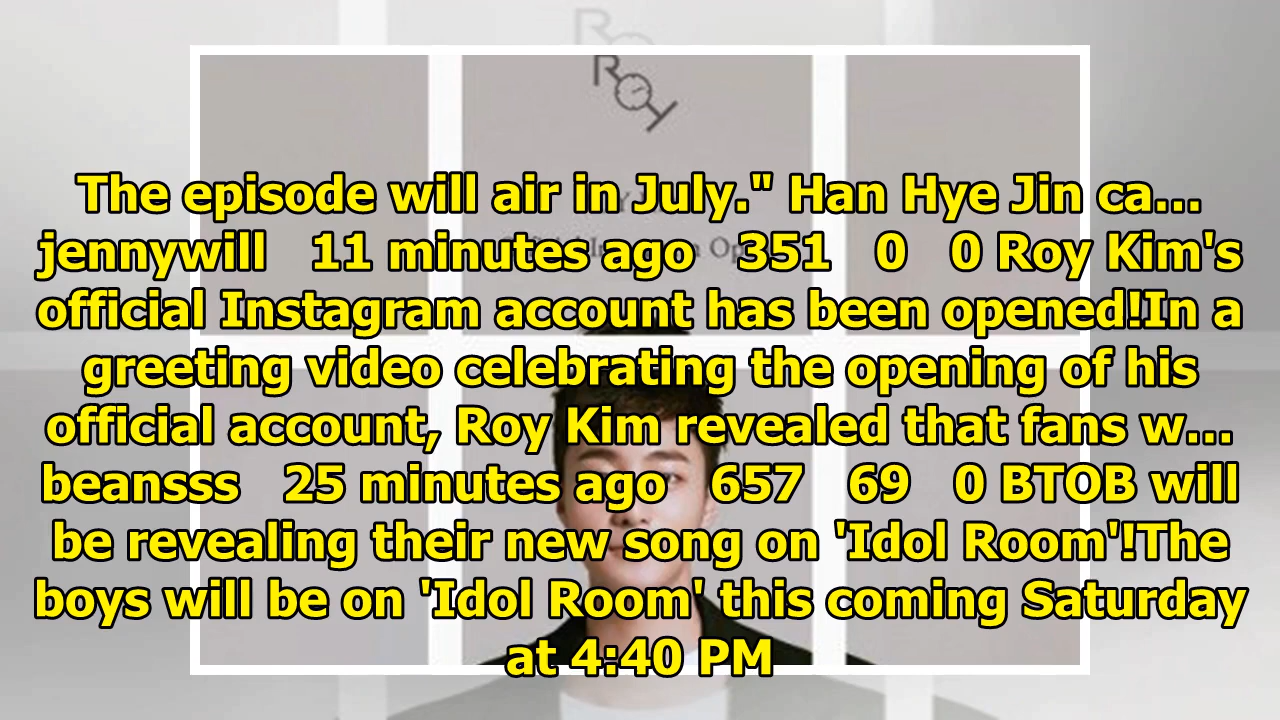 ROY
The episode will air in July." Han Hye Jin ca...
jennywill 11 minutes ago 351 0 0 Roy Kim's
official Instagram account has been opened!In a
greeting video celebrating the opening of his
official account, Roy Kim revealed that fans w...
beansss 25 minutes ago 657 69 0 BTOB will
be revealing their new song on 'Idol Room'!The
boys will be on 'Idol Room' this coming Saturday
at 4:40 PM